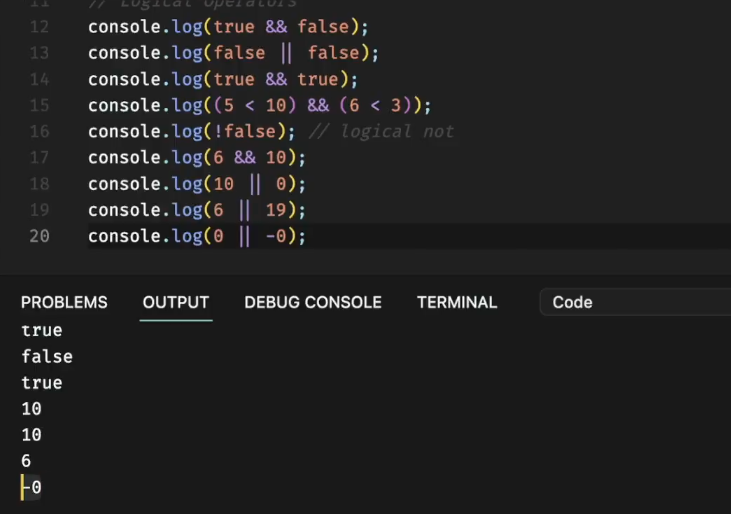 11 // Logical Operators
12 console.log(true && false);
13 console.log(false || false);
14 console.log(true && true);
15 console.log((5 < 10) && (6 < 3));
16 console.log(!false); // logical not
17 console.log(6 && 10);
18 console.log(10 || 0);
19 console.log(6 || 19);
20 console.log(0 || -0);
PROBLEMS OUTPUT DEBUG CONSOLE TERMINAL Code
true
false
true
10
10
6
-0